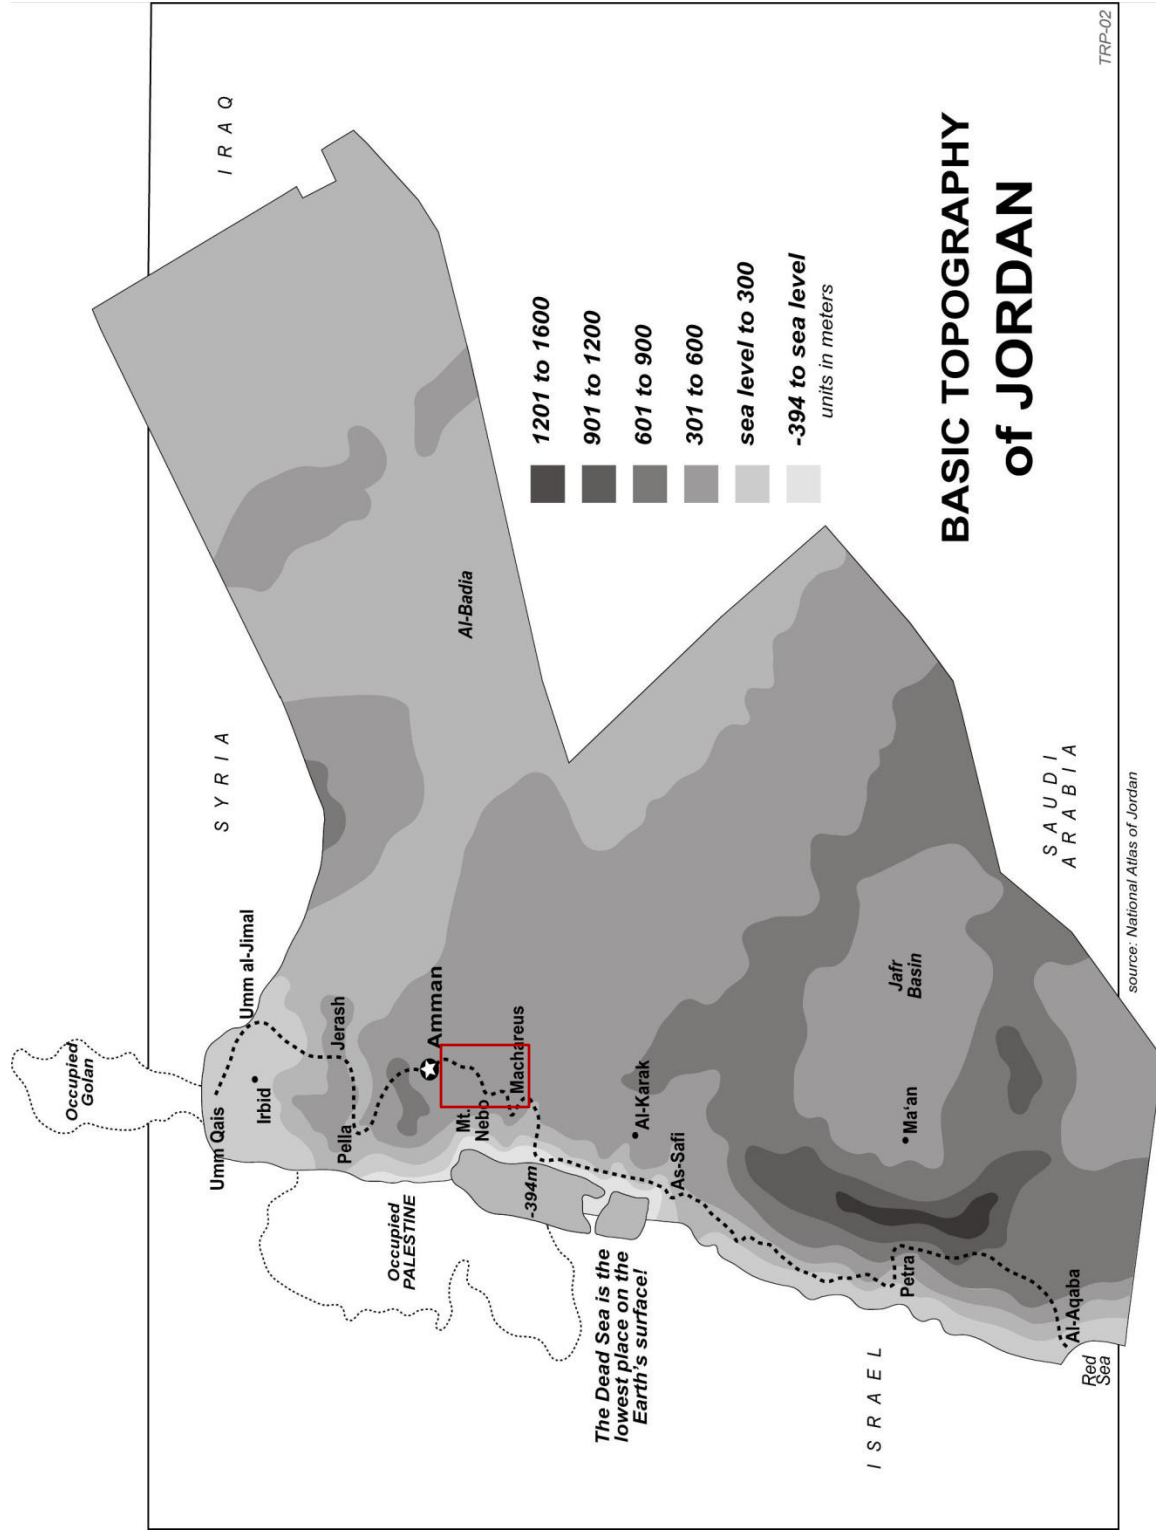 BASIC TOPOGRAPHY
of JORDAN
1201 to 1600
901 to 1200
601 to 900
301 to 600
sea level to 300
-394 to sea level
units in meters
IRAQ
SYRIA
SAUDI
ARABIA
ISRAEL
Occupied
Golan
Occupied
PALESTINE
Umm Qais
Irbid
Umm al-Jimal
Pella
Jerash
Amman
Mt.
Nebo
Machareus
Al-Badia
-394m
The Dead Sea is the
lowest place on the
Earth's surface!
Al-Karak
As-Safi
Jafr
Basin
Ma'an
Petra
Al-Aqaba
Red
Sea
source: National Atlas of Jordan
TRP-02